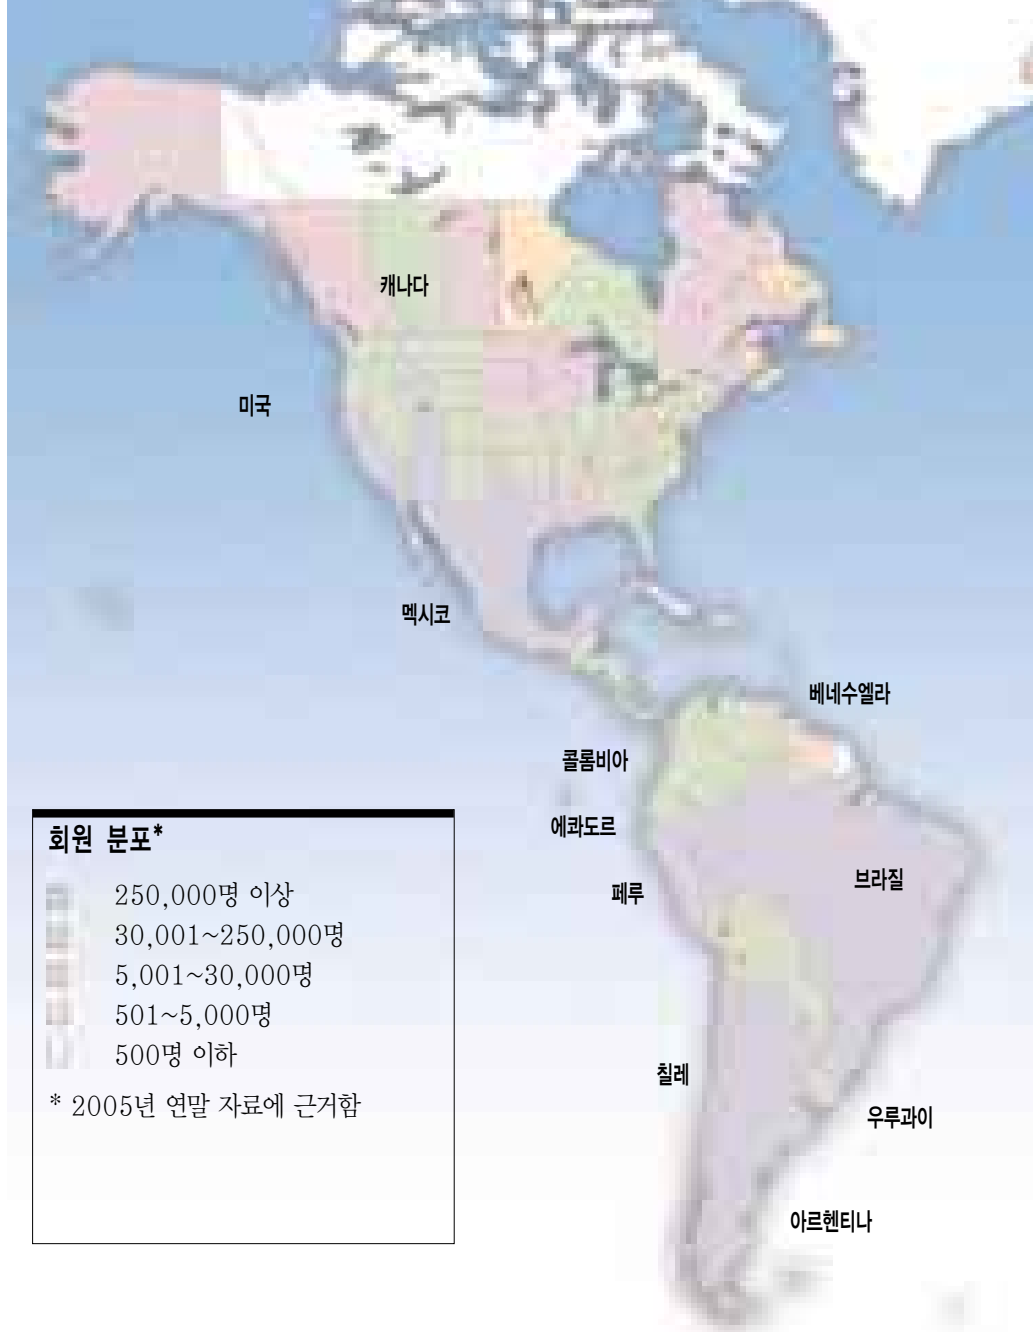 캐나다
미국
멕시코
베네수엘라
콜롬비아
에콰도르
브라질
페루
칠레
우루과이
아르헨티나
회원 분포*
250,000명 이상
30,001~250,000명
5,001~30,000명
501~5,000명
500명 이하
* 2005년 연말 자료에 근거함